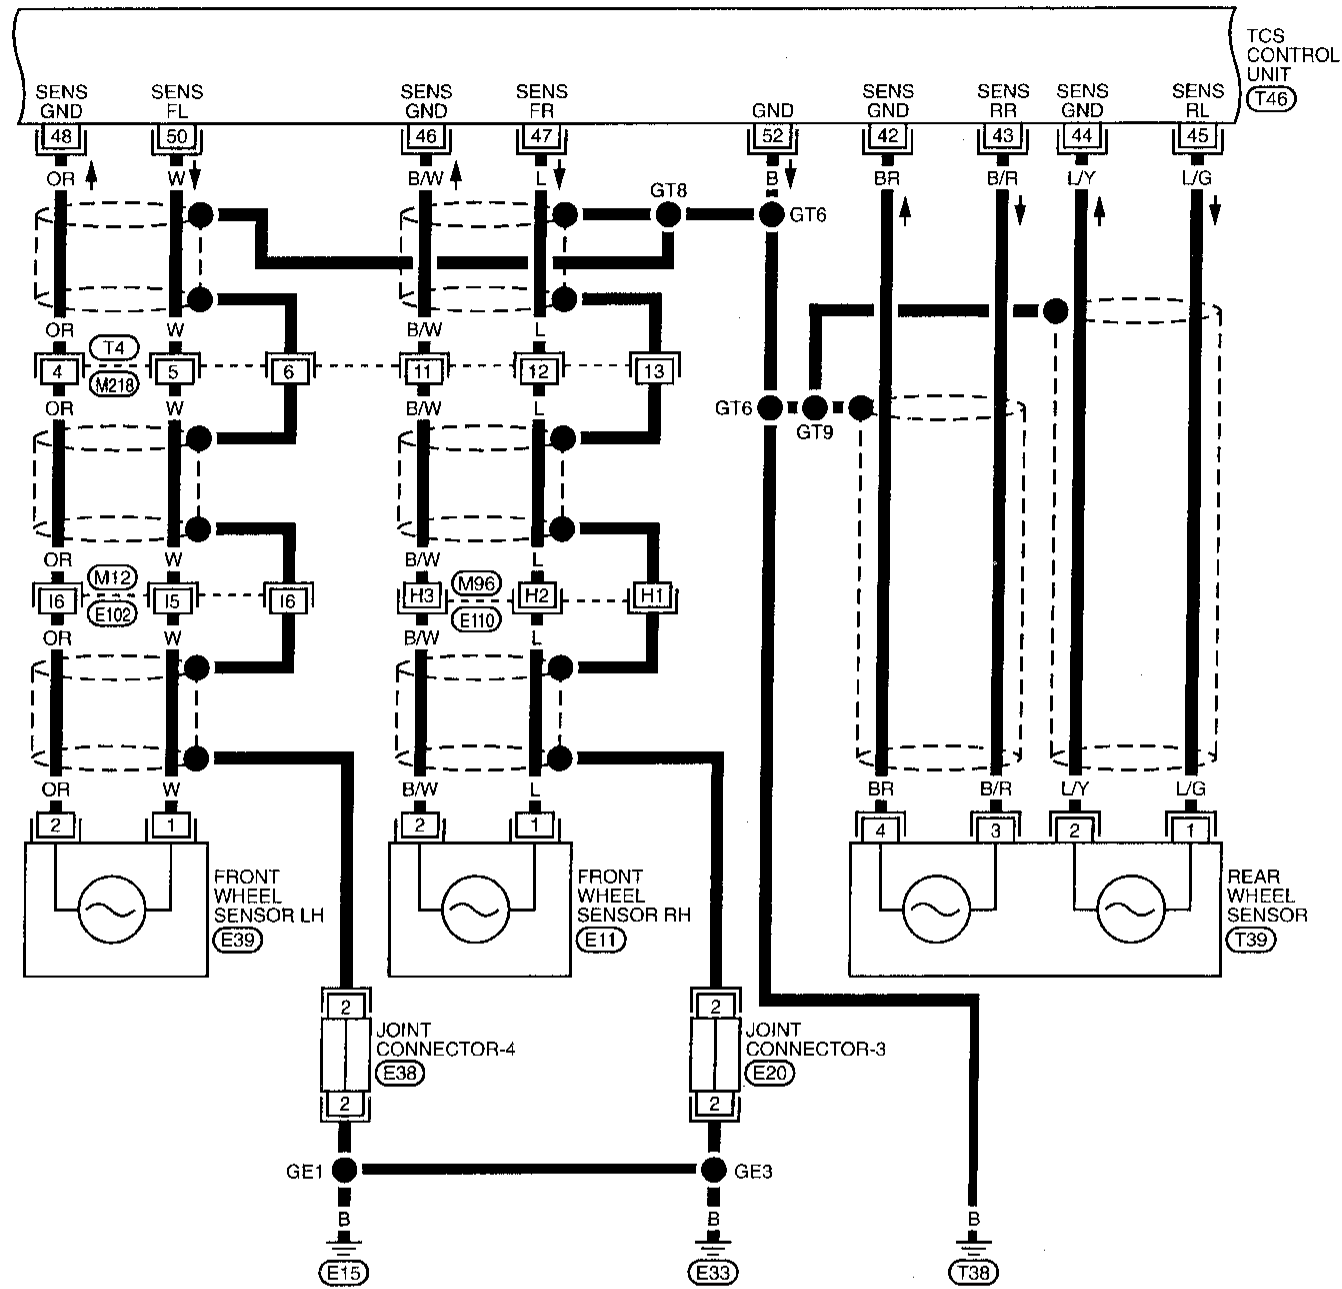 TCS
CONTROL
UNIT
T46
SENS GND
SENS FL
SENS GND
SENS FR
GND
SENS GND
SENS RR
SENS GND
SENS RL
48 50 46 47 52 42 43 44 45
OR W B/W L B BR B/R L/Y L/G
GT8
GT6
OR W B/W L
T4
4 5 6 11 12 13
M218
OR W B/W L
GT6
GT9
OR W B/W L
M12 M96
I6 I5 I6 H3 H2 H1
E102 E110
OR W B/W L
OR W B/W L BR B/R L/Y L/G
2 1 2 1 4 3 2 1
FRONT
WHEEL
SENSOR LH
E39
FRONT
WHEEL
SENSOR RH
E11
REAR
WHEEL
SENSOR
T39
2
JOINT
CONNECTOR-4
E38
2
2
JOINT
CONNECTOR-3
E20
2
GE1 GE3
B B B
E15 E33 T38